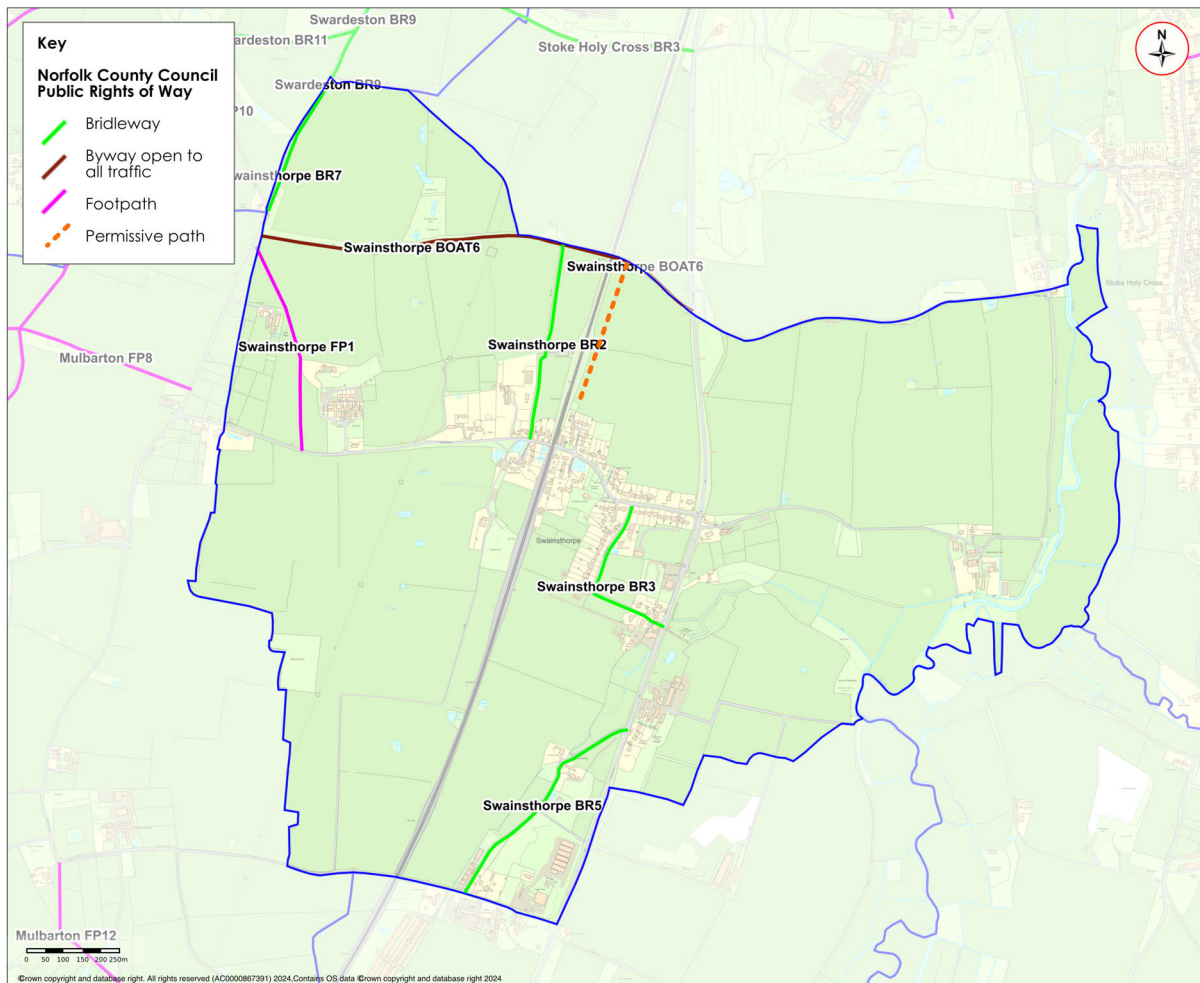 Key
Norfolk County Council
Public Rights of Way
Bridleway
Byway open to
all traffic
Footpath
Permissive path
N
Swardeston BR9
ardeston BR11
Stoke Holy Cross BR3
Swardeston BR9
P10
wainsthorpe BR7
Swainsthorpe BOAT6
Swainsthorpe BOAT6
Stoke Holy Cross
Swainsthorpe FP1
Swainsthorpe BR2
Mulbarton FP8
Swainsthorpe
Swainsthorpe BR3
Swainsthorpe BR5
Mulbarton FP12
0 50 100 150 200 250m
©Crown copyright and database right. All rights reserved (AC0000867391) 2024,Contains OS data ©Crown copyright and database right 2024